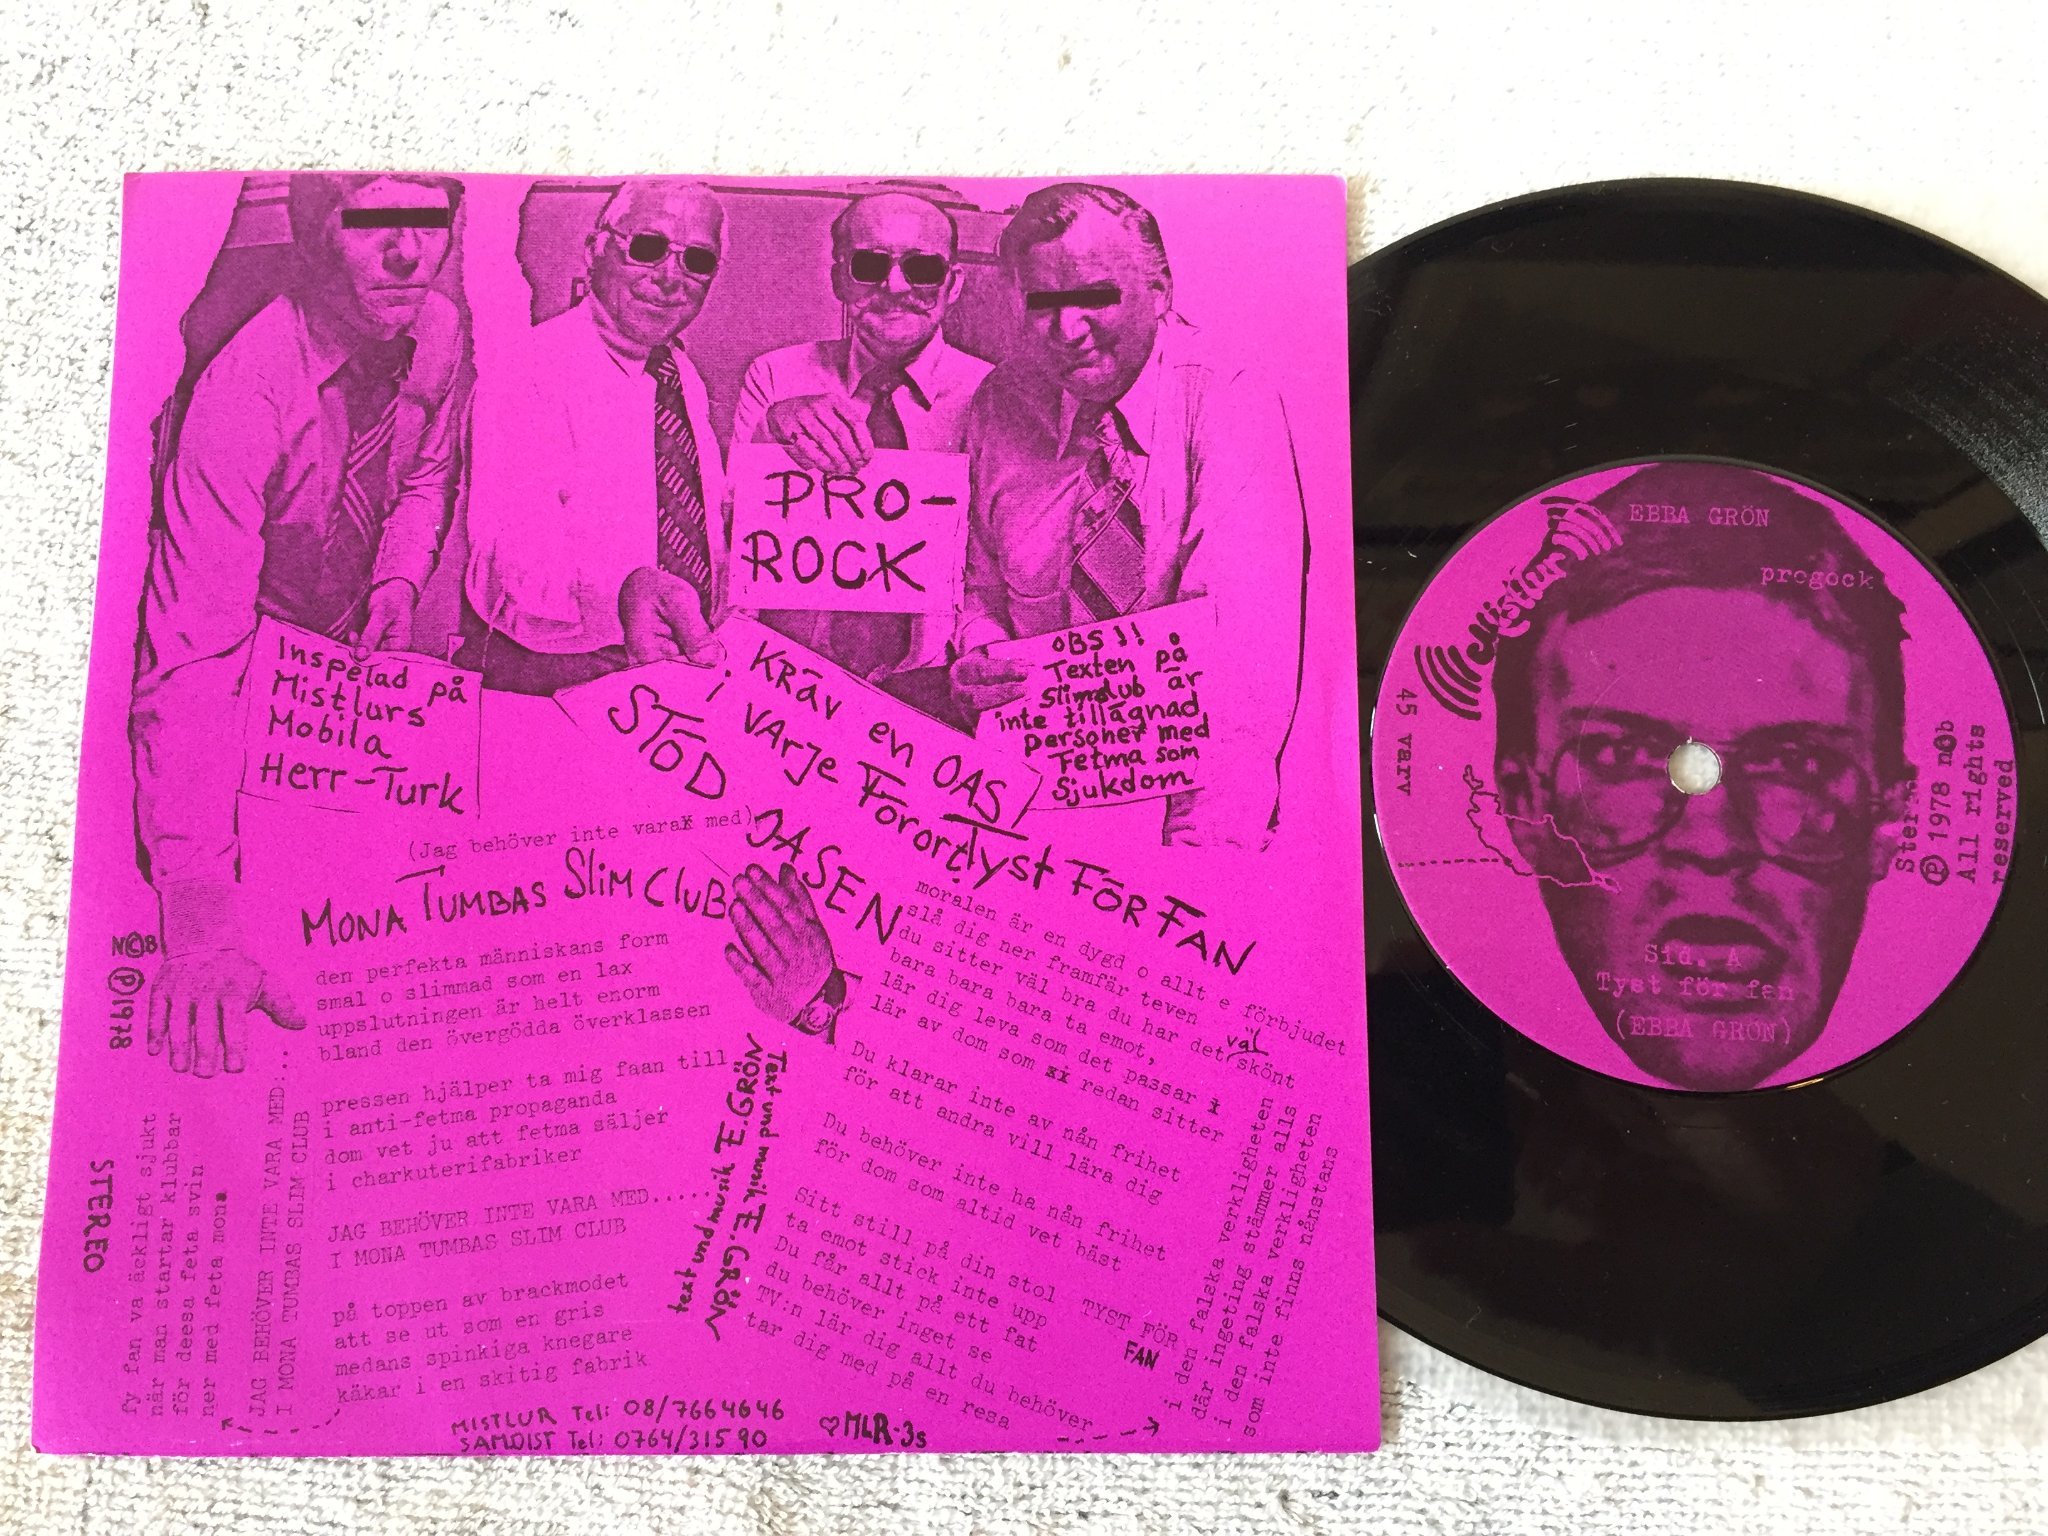 PRO-
ROCK
Inspelad på
Mistlurs
Mobila
Herr-Turk
STÖD OASEN
Kräv en OAS
i varje Förort.
OBS!!
Texten på
Slimclub är
inte tillägnad
personer med
Fetma som
Sjukdom
(Jag behöver inte vara med)
MONA TUMBAS SLIM CLUB
den perfekta människans form
smal o slimmad som en lax
uppslutningen är helt enorm
bland den övergödda överklassen
pressen hjälper ta mig faan till
i anti-fetma propaganda
dom vet ju att fetma säljer
i charkuterifabriker
JAG BEHÖVER INTE VARA MED.....
I MONA TUMBAS SLIM CLUB
på toppen av brackmodet
att se ut som en gris
medans spinkiga knegare
käkar i en skitig fabrik
JAG BEHÖVER INTE VARA MED:...
I MONA TUMBAS SLIM CLUB
fy fan va äckligt sjukt
när man startar klubbar
för deesa feta svin
ner med feta mona
N©B
Ⓟ1978
STEREO
Text und musik E. GRÖN
text und musik E. GRÖN
Tyst FÖR FAN
moralen är en dygd o allt e förbjudet
slå dig ner framfär teven
du sitter väl bra du har det väl skönt
bara bara bara ta emot,
lär dig leva som det passar
lär av dom som redan sitter
Du klarar inte av nån frihet
för att andra vill lära dig
Du behöver inte ha nån frihet
för dom som altid vet bäst
Sitt still på din stol
ta emot stick inte upp
Du får allt på ett fat
du behöver inget se
TV:n lär dig allt du behöver
tar dig med på en resa
TYST FÖR
FAN
i den falska verkligheten
där ingeting stämmer alls
i den falska verkligheten
som inte finns nånstans
MISTLUR Tel: 08/7664646
SAM.DIST Tel: 0764/31590
♡MLR-3s
Mistlur
EBBA GRÖN
progock
45 varv
Stereo
Ⓟ 1978 n©b
All rights
reserved
Sid. A
Tyst för fan
(EBBA GRÖN)